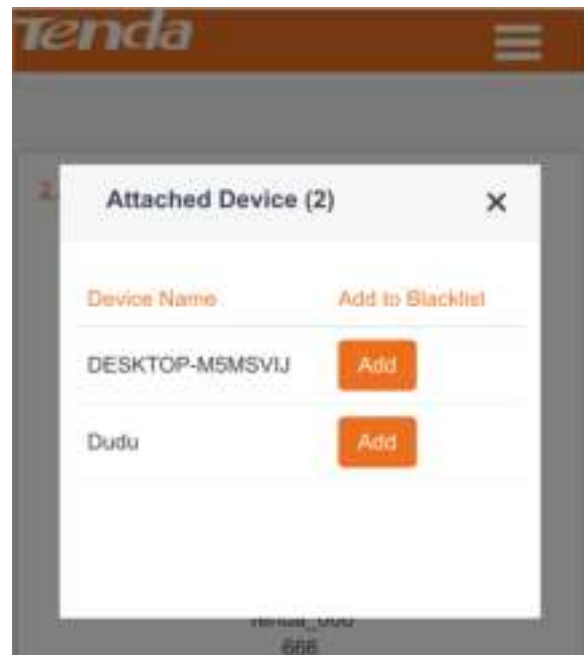 Tenda
Attached Device (2)
Device Name Add to Blacklist
DESKTOP-M5MSVIJ Add
Dudu Add
666